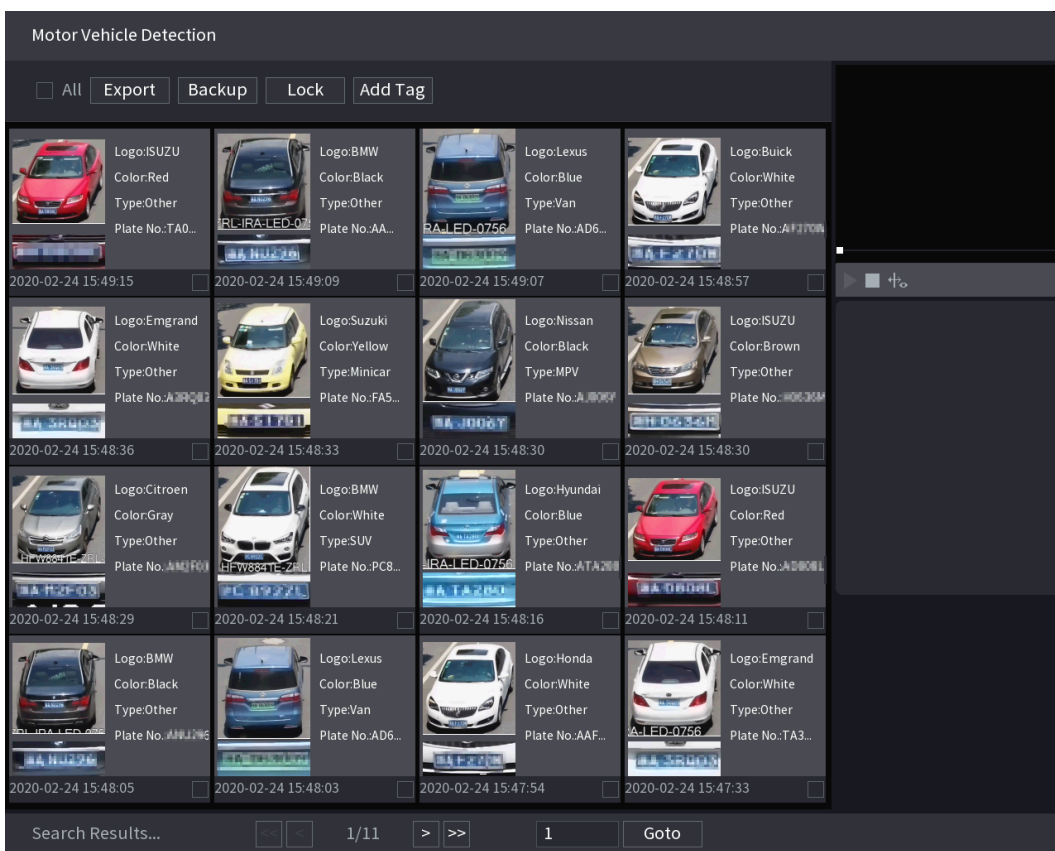 Motor Vehicle Detection
All Export Backup Lock Add Tag
Logo:ISUZU
Color:Red
Type:Other
Plate No.:TA0...
2020-02-24 15:49:15
Logo:BMW
Color:Black
Type:Other
Plate No.:AA...
2020-02-24 15:49:09
Logo:Lexus
Color:Blue
Type:Van
Plate No.:AD6...
RA-LED-0756
2020-02-24 15:49:07
Logo:Buick
Color:White
Type:Other
Plate No.:
2020-02-24 15:48:57
Logo:Emgrand
Color:White
Type:Other
Plate No.:
2020-02-24 15:48:36
Logo:Suzuki
Color:Yellow
Type:Minicar
Plate No.:FA5...
2020-02-24 15:48:33
Logo:Nissan
Color:Black
Type:MPV
Plate No.:
2020-02-24 15:48:30
Logo:ISUZU
Color:Brown
Type:Other
Plate No.:
2020-02-24 15:48:30
Logo:Citroen
Color:Gray
Type:Other
Plate No.
HFW8841E-ZRL
2020-02-24 15:48:29
Logo:BMW
Color:White
Type:SUV
Plate No.:PC8...
HFW8841E-ZRL
2020-02-24 15:48:21
Logo:Hyundai
Color:Blue
Type:Other
Plate No.:
IRA-LED-0756
2020-02-24 15:48:16
Logo:ISUZU
Color:Red
Type:Other
Plate No.:
2020-02-24 15:48:11
Logo:BMW
Color:Black
Type:Other
Plate No.
2020-02-24 15:48:05
Logo:Lexus
Color:Blue
Type:Van
Plate No.:AD6...
2020-02-24 15:48:03
Logo:Honda
Color:White
Type:Other
Plate No.:AAF...
2020-02-24 15:47:54
Logo:Emgrand
Color:White
Type:Other
Plate No.:TA3...
A-LED-0756
2020-02-24 15:47:33
Search Results... << < 1/11 > >> 1 Goto